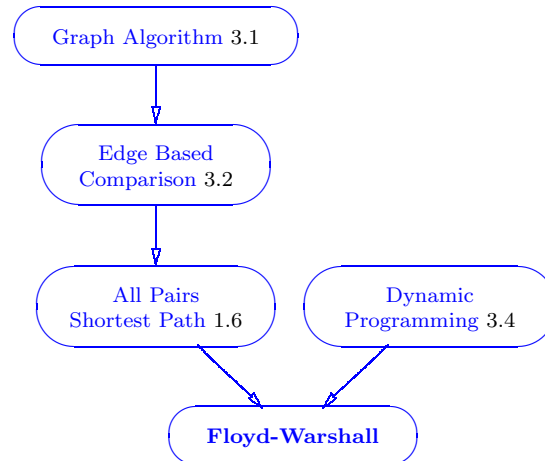 Graph Algorithm 3.1
Edge Based
Comparison 3.2
All Pairs
Shortest Path 1.6
Dynamic
Programming 3.4
Floyd-Warshall